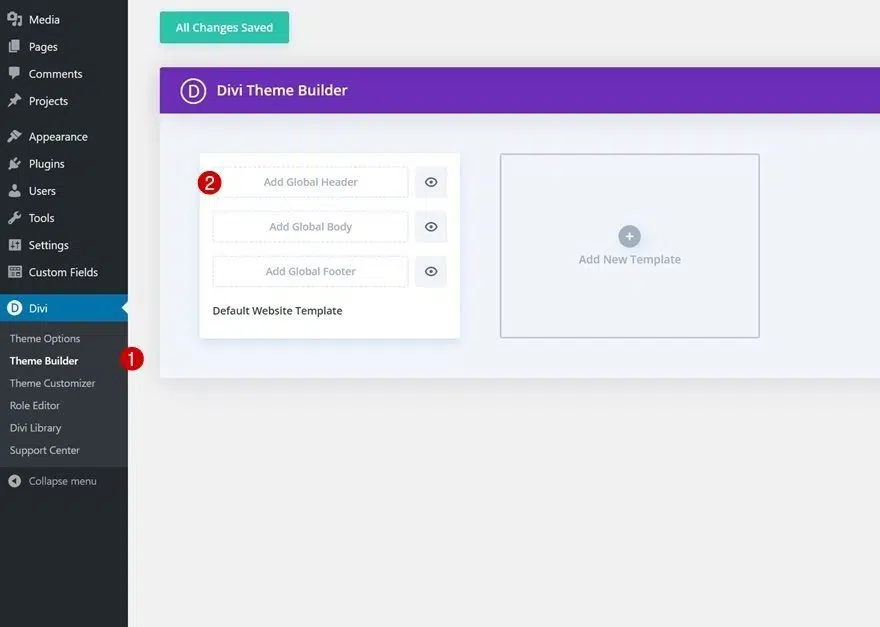 Media
Pages
Comments
Projects
Appearance
Plugins
Users
Tools
Settings
Custom Fields
D Divi
Theme Options
Theme Builder
1
Theme Customizer
Role Editor
Divi Library
Support Center
Collapse menu
All Changes Saved
D Divi Theme Builder
2
Add Global Header
Add Global Body
Add Global Footer
Default Website Template
Add New Template